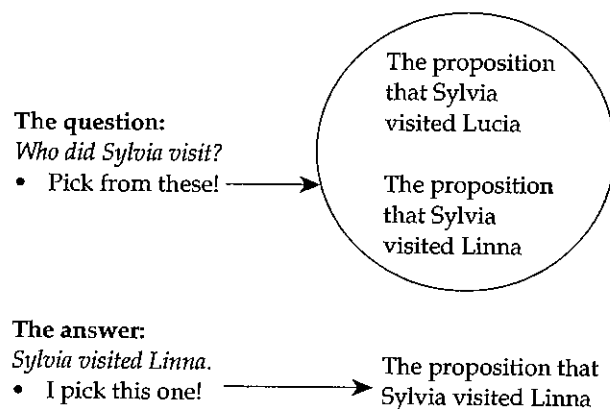 The proposition
that Sylvia
visited Lucia
The question:
Who did Sylvia visit?
• Pick from these!
The proposition
that Sylvia
visited Linna
The answer:
Sylvia visited Linna.
• I pick this one!
The proposition that
Sylvia visited Linna